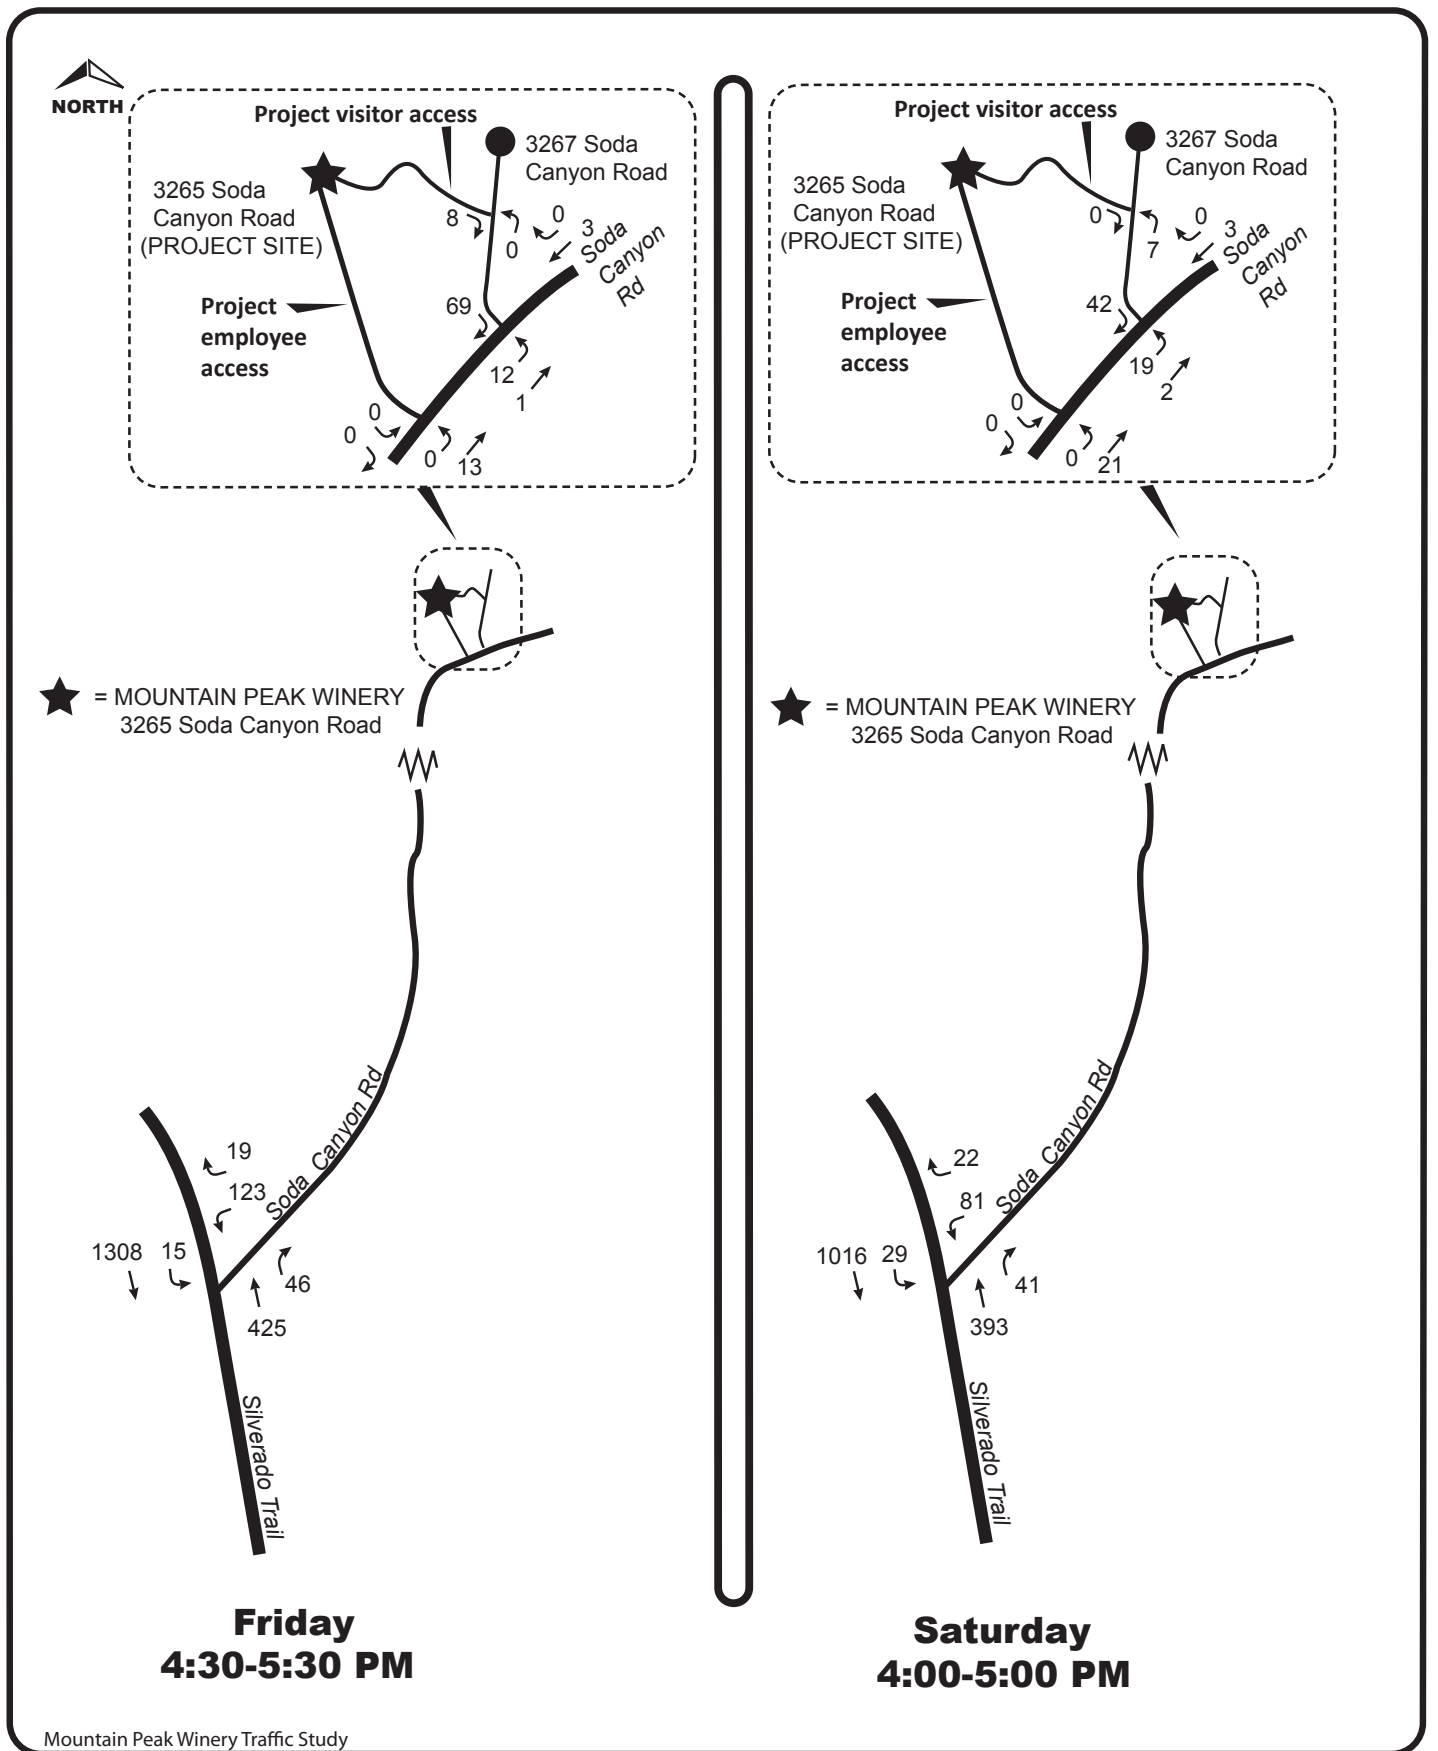 NORTH
Project visitor access
3267 Soda
Canyon Road
3265 Soda
Canyon Road
(PROJECT SITE)
8
0
0
3
Soda
Canyon
Rd
Project
employee
access
69
12
1
0
0
0
13
= MOUNTAIN PEAK WINERY
3265 Soda Canyon Road
Soda Canyon Rd
19
123
1308
15
46
425
Silverado Trail
Friday
4:30-5:30 PM
Project visitor access
3267 Soda
Canyon Road
3265 Soda
Canyon Road
(PROJECT SITE)
0
7
0
3
Soda
Canyon
Rd
Project
employee
access
42
19
2
0
0
0
21
= MOUNTAIN PEAK WINERY
3265 Soda Canyon Road
Soda Canyon Rd
22
81
1016
29
41
393
Silverado Trail
Saturday
4:00-5:00 PM
Mountain Peak Winery Traffic Study